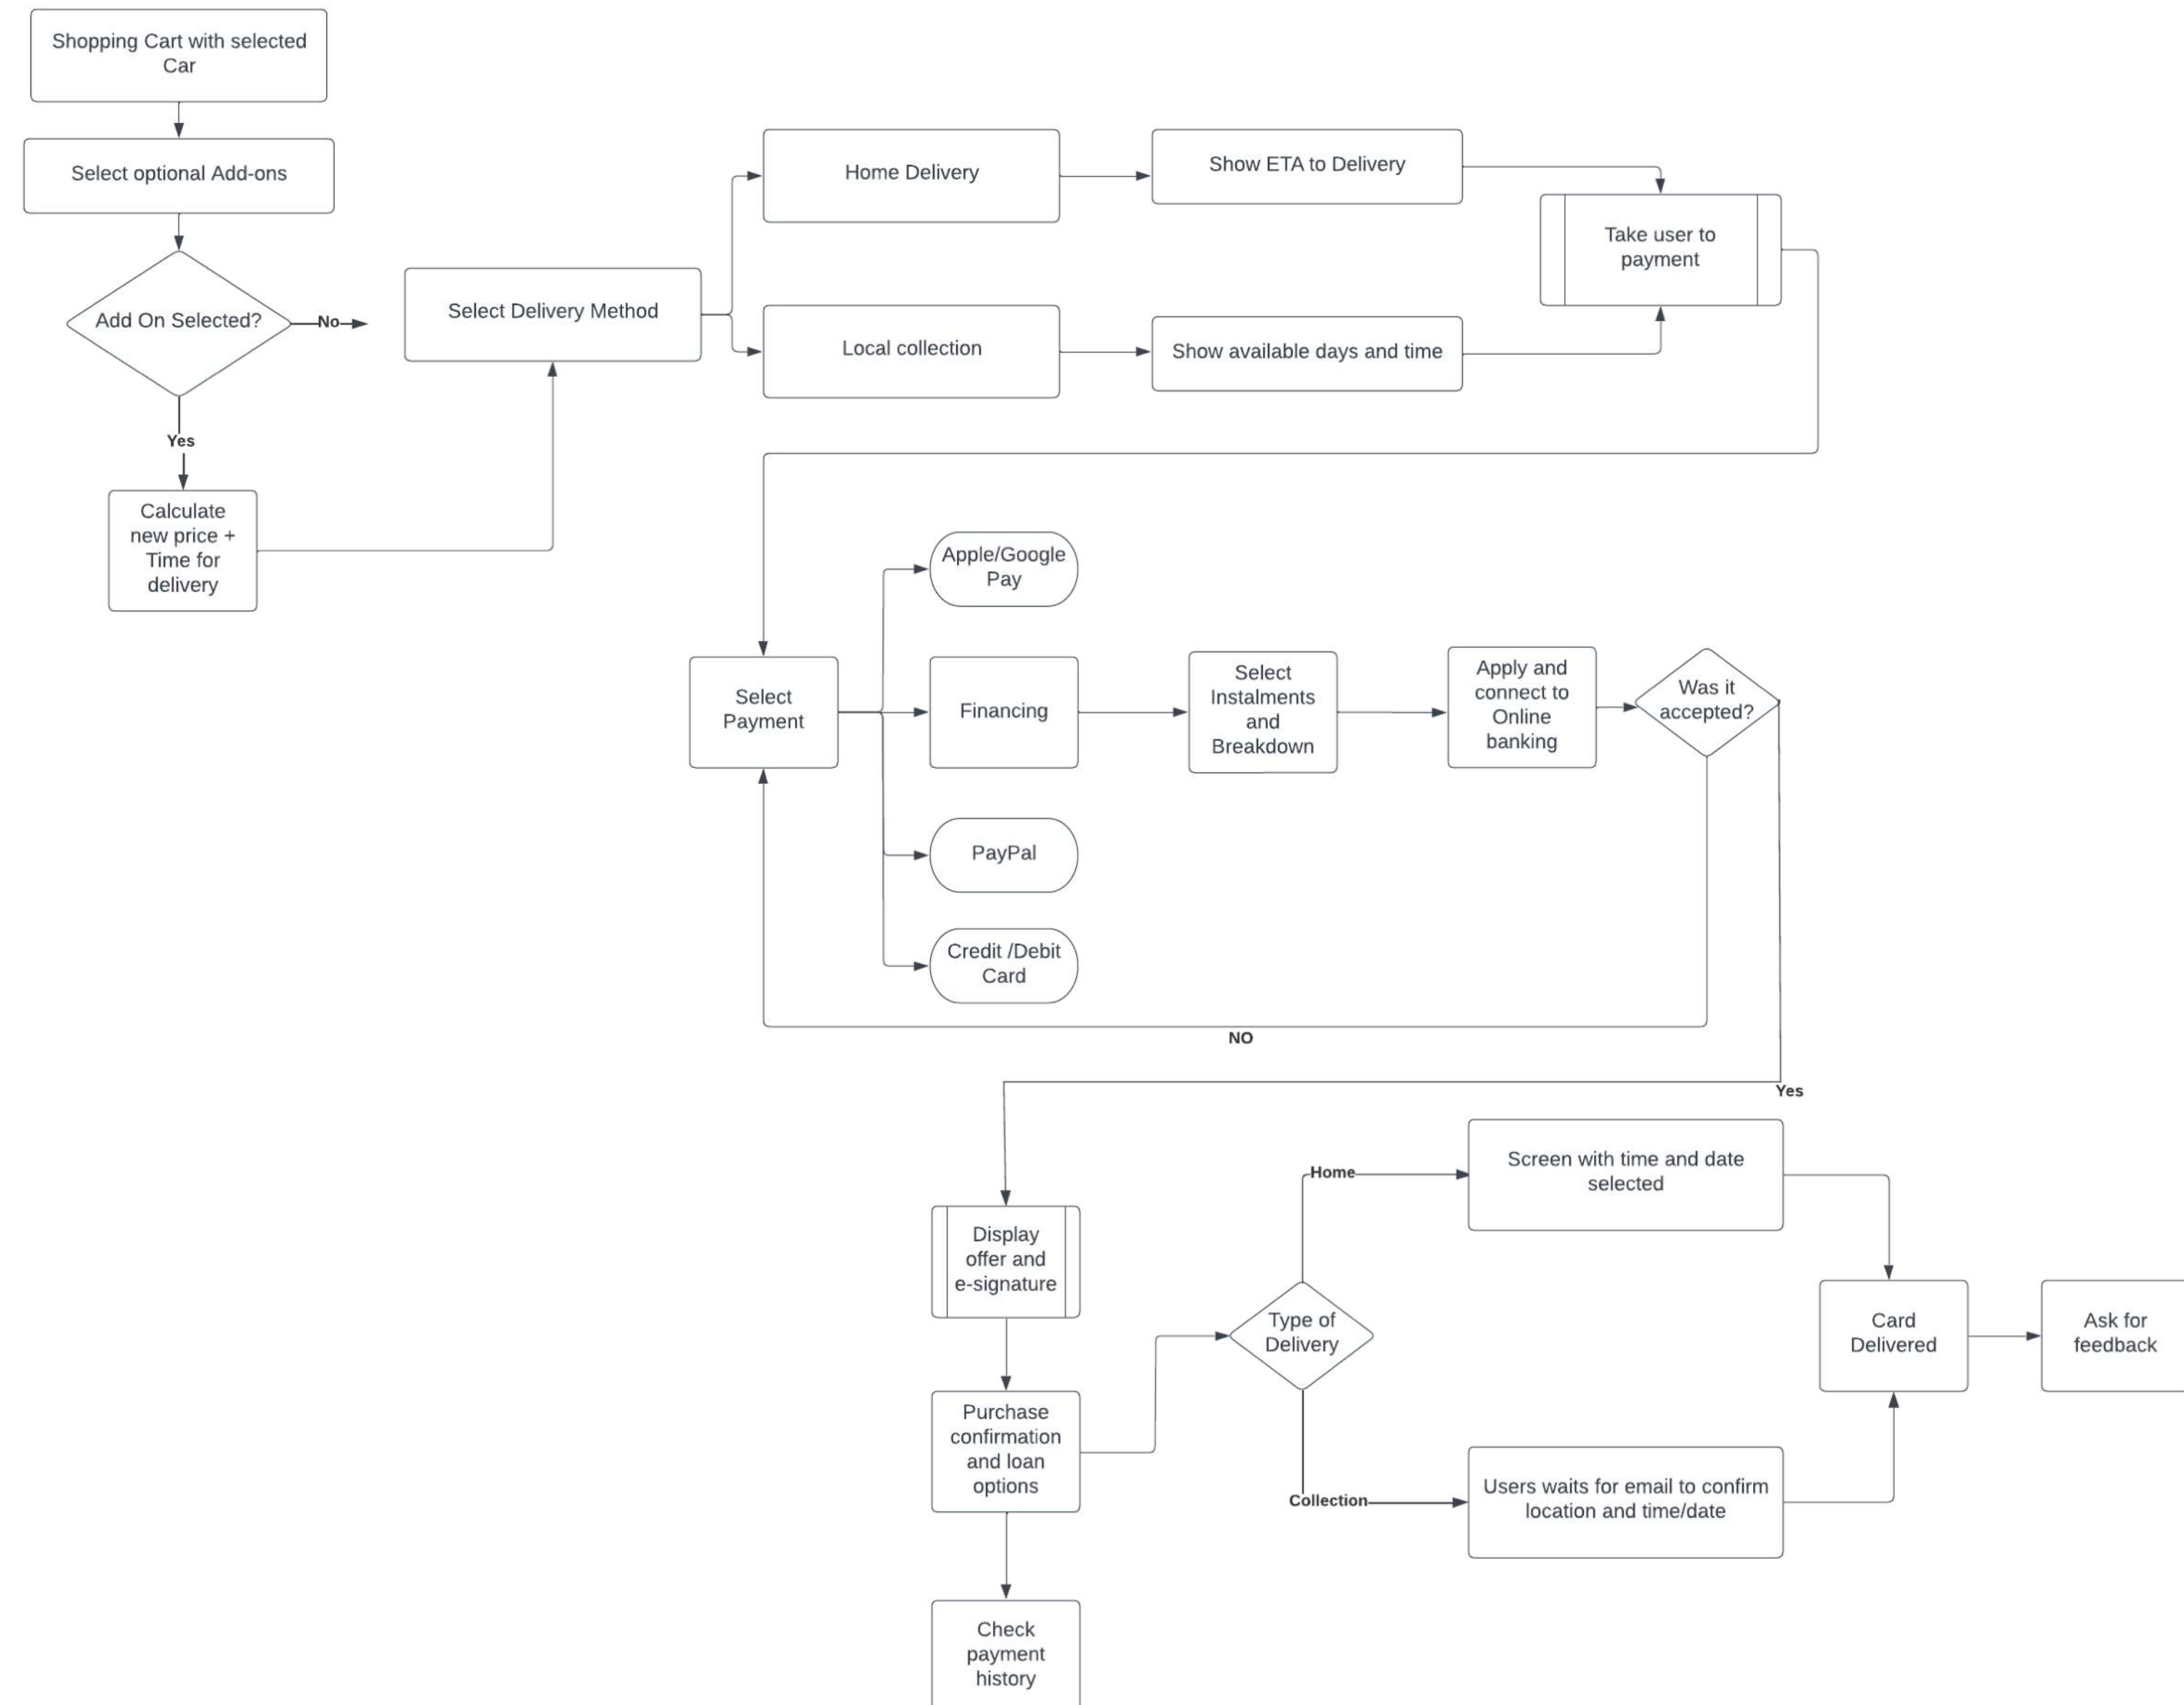 Shopping Cart with selected
Car
Select optional Add-ons
Add On Selected?
No
Yes
Calculate
new price +
Time for
delivery
Select Delivery Method
Home Delivery
Show ETA to Delivery
Local collection
Show available days and time
Take user to
payment
Select
Payment
Apple/Google
Pay
Financing
PayPal
Credit /Debit
Card
Select
Instalments
and
Breakdown
Apply and
connect to
Online
banking
Was it
accepted?
NO
Yes
Display
offer and
e-signature
Purchase
confirmation
and loan
options
Check
payment
history
Type of
Delivery
Home
Screen with time and date
selected
Collection
Users waits for email to confirm
location and time/date
Card
Delivered
Ask for
feedback